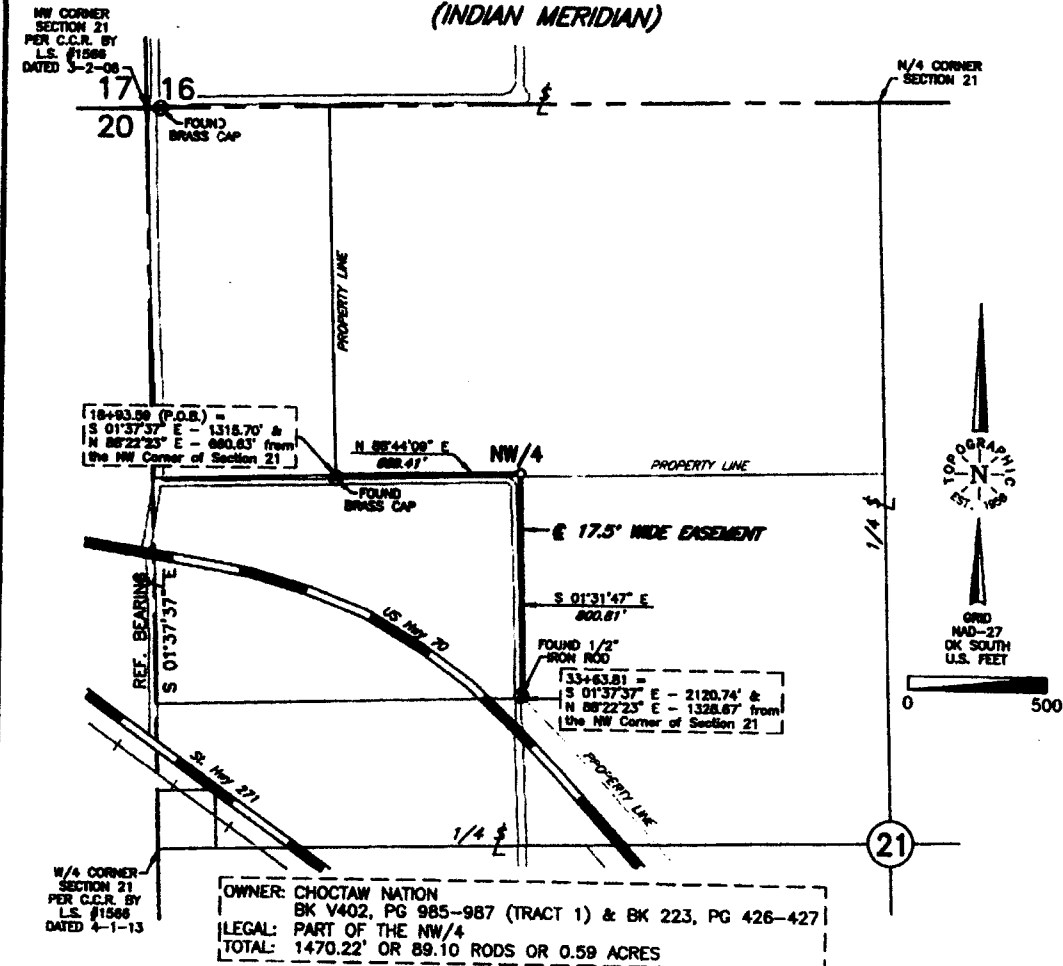 (INDIAN MERIDIAN)
NW CORNER
SECTION 21
PER C.C.R. BY
L.S. #1566
DATED 3-2-06
17 16
20
FOUND
BRASS CAP
N/4 CORNER
SECTION 21
PROPERTY LINE
18+93.59 (P.O.B.) =
S 01°37'37" E - 1315.70' &
N 88°22'23" E - 660.63' from
the NW Corner of Section 21
N 88°44'09" E
669.41'
NW/4
PROPERTY LINE
FOUND
BRASS CAP
℄ 17.5' WIDE EASEMENT
1/4
TOPOGRAPHIC
N
EST. 1958
REF. BEARING
S 01°37'37" E
US Hwy 70
S 01°31'47" E
800.81'
FOUND 1/2"
IRON ROD
33+63.81 =
S 01°37'37" E - 2120.74' &
N 88°22'23" E - 1328.67' from
the NW Corner of Section 21
GRID
NAD-27
OK SOUTH
U.S. FEET
0 500
St. Hwy 271
PROPERTY LINE
1/4
21
W/4 CORNER
SECTION 21
PER C.C.R. BY
L.S. #1566
DATED 4-1-13
OWNER: CHOCTAW NATION
BK V402, PG 985-987 (TRACT 1) & BK 223, PG 426-427
LEGAL: PART OF THE NW/4
TOTAL: 1470.22' OR 89.10 RODS OR 0.59 ACRES